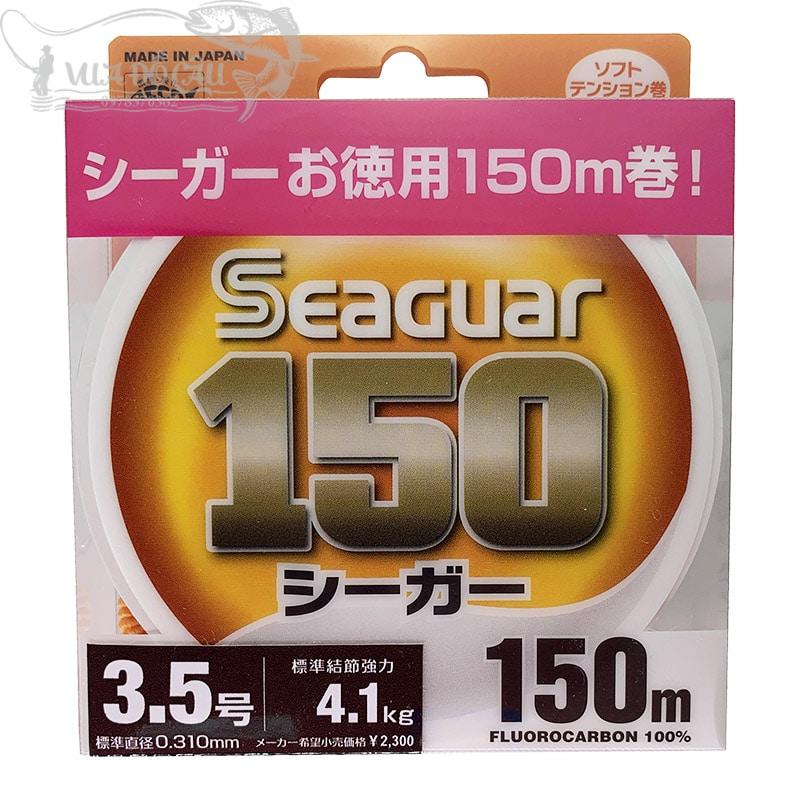 MADE IN JAPAN
VUA ĐỒ CÂU
ソフト
テンション巻
シーガーお徳用150m巻!
Seaguar
150
シーガー
3.5号
標準直径0.310mm
標準結節強力
4.1kg
メーカー希望小売価格 ¥2,300
150m
FLUOROCARBON 100%